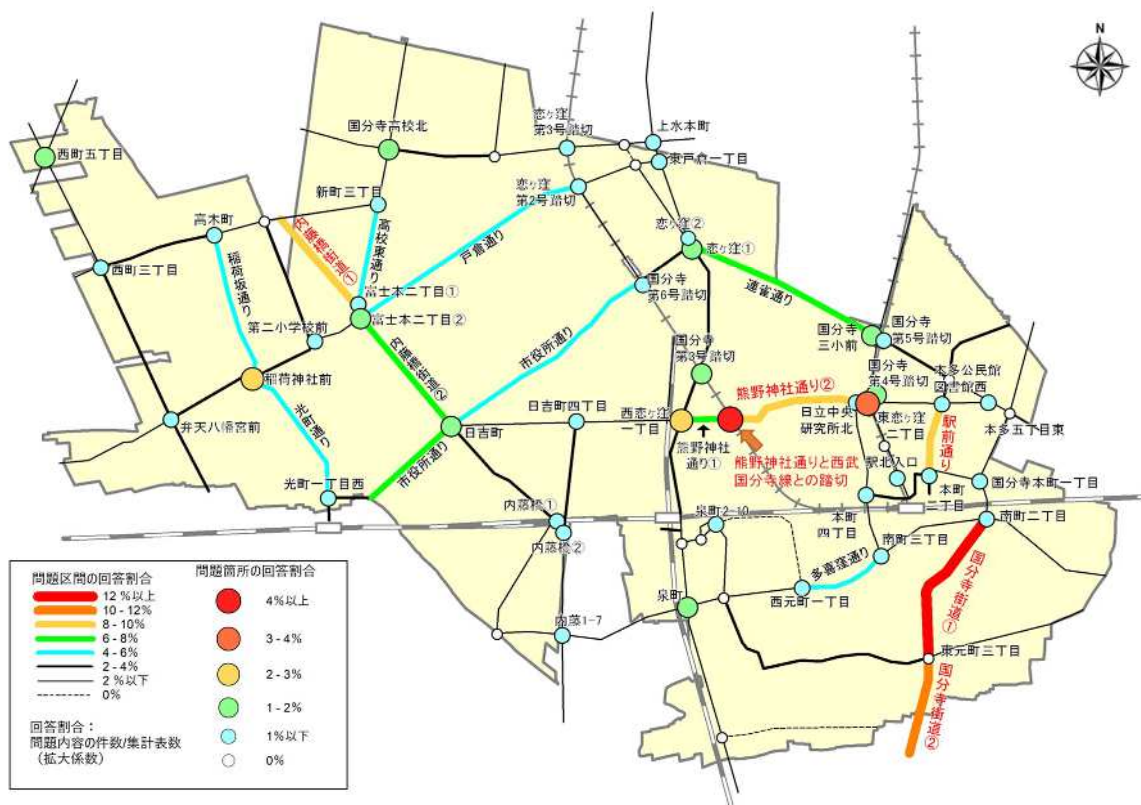 N
恋ヶ窪
第3号踏切
上水本町
国分寺高校北
西町五丁目
東戸倉一丁目
恋ヶ窪
第2号踏切
新町三丁目
高木町
内藤橋街道①
高校東通り
戸倉通り
恋ヶ窪②
恋ヶ窪①
西町三丁目
稲荷坂通り
国分寺
第6号踏切
連雀通り
富士本二丁目①
富士本二丁目②
第二小学校前
国分寺
三小前
国分寺
第5号踏切
内藤橋街道②
市役所通り
国分寺
第3号踏切
国分寺
第4号踏切
本多公民館
図書館西
稲荷神社前
熊野神社通り②
光町通り
日吉町四丁目
西恋ヶ窪
一丁目
日立中央
研究所北
東恋ヶ窪
二丁目
駅前通り
弁天八幡宮前
日吉町
本多五丁目東
熊野神社
通り①
熊野神社通りと西武
国分寺線との踏切
駅北入口
市役所通り
光町一丁目西
本町
二丁目
国分寺本町一丁目
内藤橋①
内藤橋②
泉町2-10
本町
四丁目
南町二丁目
南町三丁目
多喜窪通り
国分寺街道①
西元町一丁目
泉町
内藤1-7
東元町三丁目
国分寺街道②
問題区間の回答割合
12%以上
10-12%
8-10%
6-8%
4-6%
2-4%
2%以下
0%
回答割合：
問題内容の件数/集計表数
（拡大係数）
問題箇所の回答割合
4%以上
3-4%
2-3%
1-2%
1%以下
0%